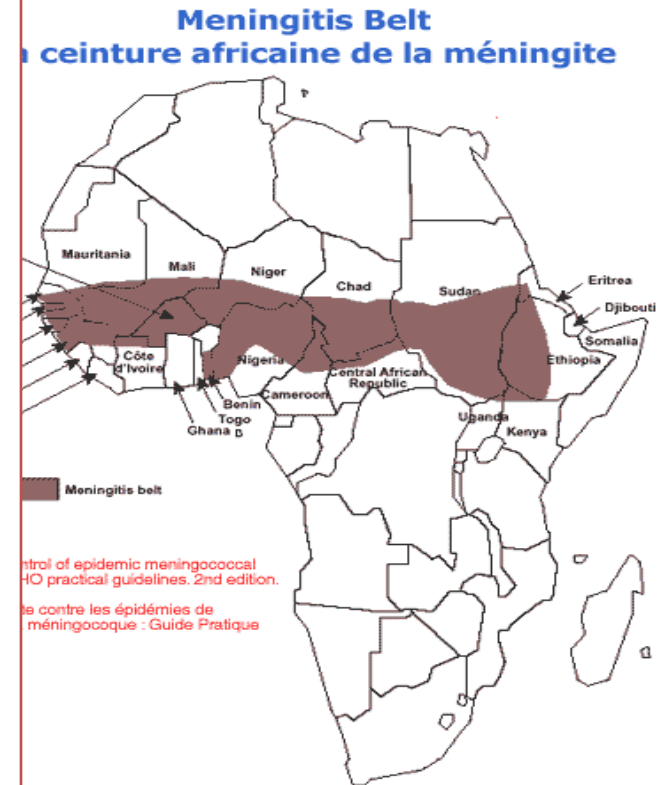 Meningitis Belt
ceinture africaine de la méningite
Mauritania
Mali
Niger
Chad
Sudan
Eritrea
Djibouti
Somalia
Ethiopia
Côte
d'Ivoire
Nigeria
Central African
Republic
Cameroon
Benin
Togo
Ghana
Uganda
Kenya
Meningitis belt
ntrol of epidemic meningococcal
HO practical guidelines. 2nd edition.
te contre les épidémies de
méningocoque : Guide Pratique